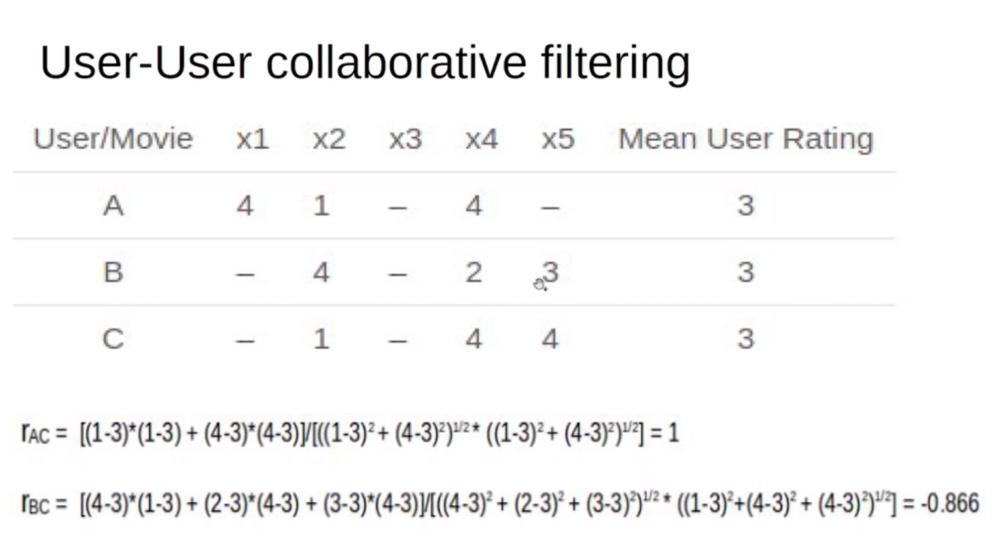 User-User collaborative filtering
User/Movie x1 x2 x3 x4 x5 Mean User Rating
A 4 1 – 4 – 3
B – 4 – 2 3 3
C – 1 – 4 4 3
rAC = [(1-3)*(1-3) + (4-3)*(4-3)]/[((1-3)² + (4-3)²)^1/2 * ((1-3)² + (4-3)²)^1/2] = 1
rBC = [(4-3)*(1-3) + (2-3)*(4-3) + (3-3)*(4-3)]/[((4-3)² + (2-3)² + (3-3)²)^1/2 * ((1-3)²+(4-3)² + (4-3)²)^1/2] = -0.866